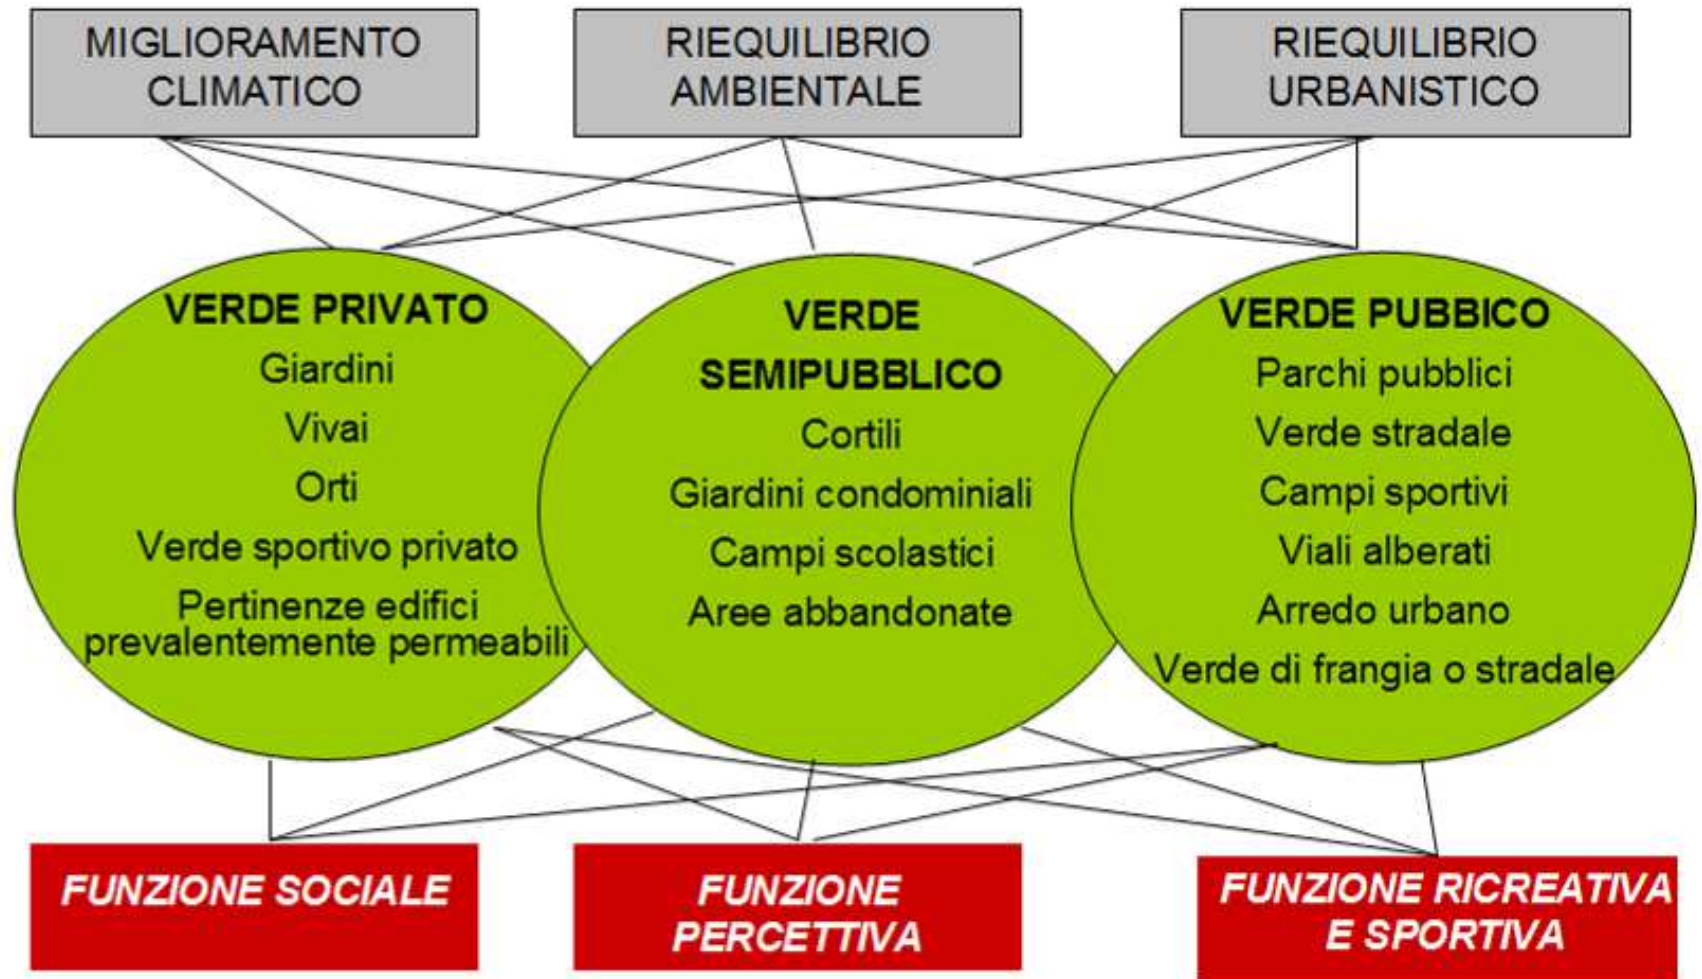 MIGLIORAMENTO
CLIMATICO
RIEQUILIBRIO
AMBIENTALE
RIEQUILIBRIO
URBANISTICO
VERDE PRIVATO
Giardini
Vivai
Orti
Verde sportivo privato
Pertinenze edifici
prevalentemente permeabili
VERDE
SEMIPUBBLICO
Cortili
Giardini condominiali
Campi scolastici
Aree abbandonate
VERDE PUBBICO
Parchi pubblici
Verde stradale
Campi sportivi
Viali alberati
Arredo urbano
Verde di frangia o stradale
FUNZIONE SOCIALE
FUNZIONE
PERCETTIVA
FUNZIONE RICREATIVA
E SPORTIVA